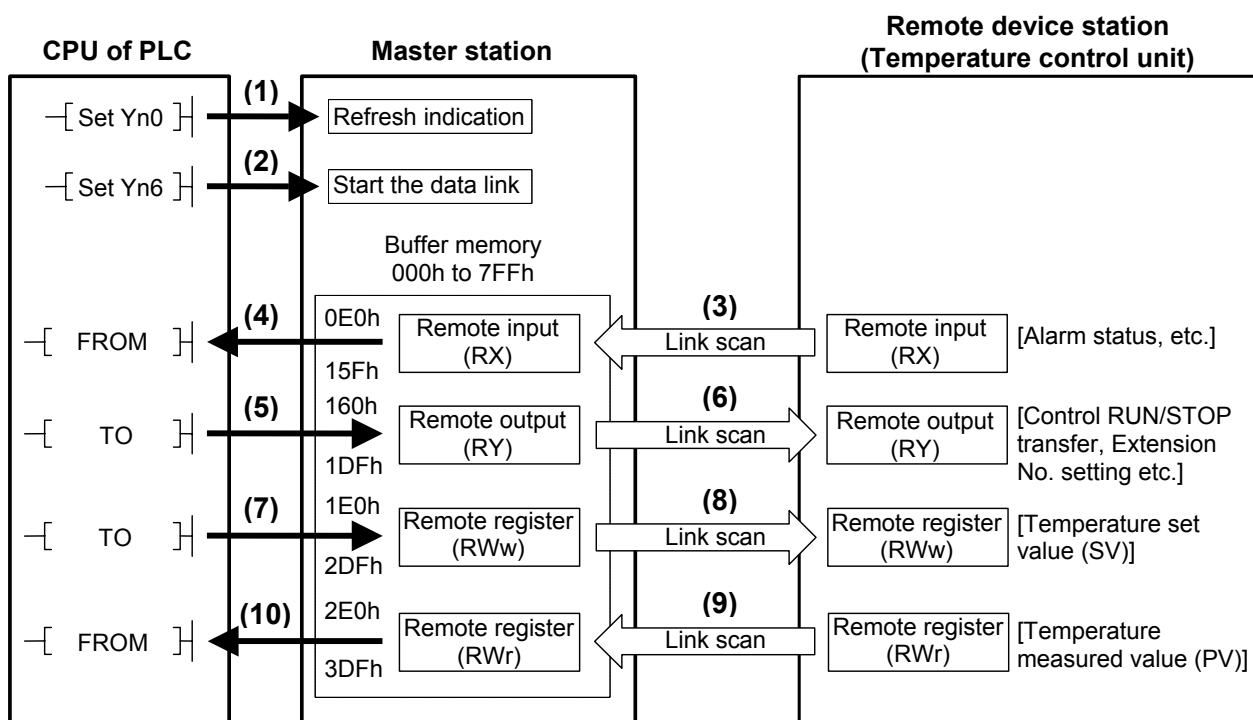 CPU of PLC
Master station
Remote device station
(Temperature control unit)
Set Yn0
(1)
Refresh indication
Set Yn6
(2)
Start the data link
Buffer memory
000h to 7FFh
FROM
(4)
0E0h
15Fh
Remote input
(RX)
(3)
Link scan
Remote input
(RX)
[Alarm status, etc.]
TO
(5)
160h
1DFh
Remote output
(RY)
(6)
Link scan
Remote output
(RY)
[Control RUN/STOP
transfer, Extension
No. setting etc.]
TO
(7)
1E0h
2DFh
Remote register
(RWw)
(8)
Link scan
Remote register
(RWw)
[Temperature set
value (SV)]
FROM
(10)
2E0h
3DFh
Remote register
(RWr)
(9)
Link scan
Remote register
(RWr)
[Temperature
measured value (PV)]